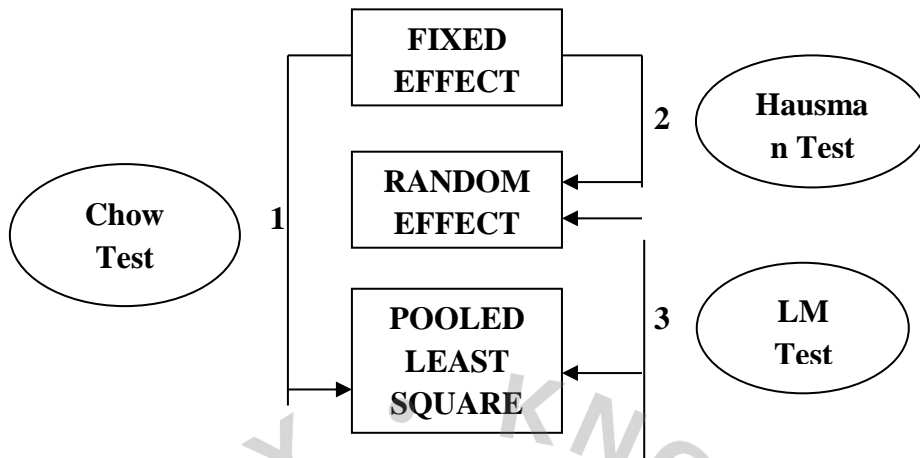 FIXED
EFFECT
2
Hausma
n Test
RANDOM
EFFECT
1
Chow
Test
POOLED
LEAST
SQUARE
3
LM
Test